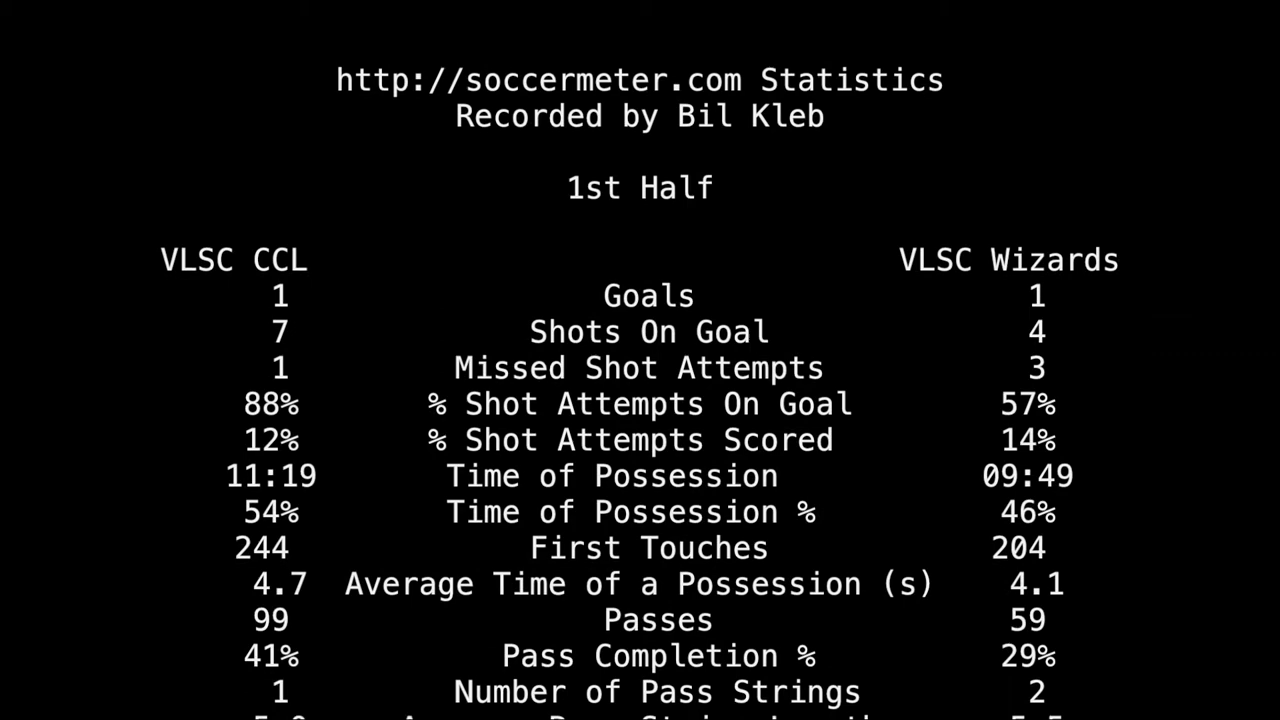 http://soccermeter.com Statistics
Recorded by Bil Kleb
1st Half
VLSC CCL VLSC Wizards
1 Goals 1
7 Shots On Goal 4
1 Missed Shot Attempts 3
88% % Shot Attempts On Goal 57%
12% % Shot Attempts Scored 14%
11:19 Time of Possession 09:49
54% Time of Possession % 46%
244 First Touches 204
4.7 Average Time of a Possession (s) 4.1
99 Passes 59
41% Pass Completion % 29%
1 Number of Pass Strings 2